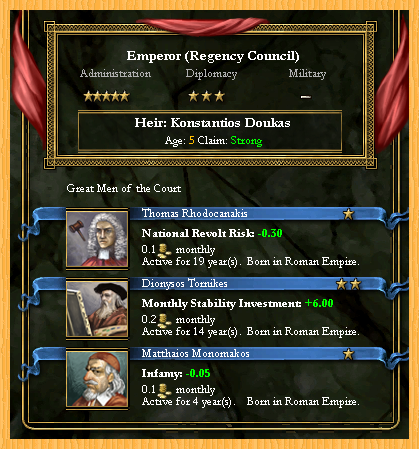 Emperor (Regency Council)
Administration Diplomacy Military
Heir: Konstantios Doukas
Age: 5 Claim: Strong
Great Men of the Court
Thomas Rhodocanakis
National Revolt Risk: -0.30
0.1 monthly
Active for 19 year(s). Born in Roman Empire.
Dionysos Tornikes
Monthly Stability Investment: +6.00
0.2 monthly
Active for 14 year(s). Born in Roman Empire.
Matthaios Monomakos
Infamy: -0.05
0.1 monthly
Active for 4 year(s). Born in Roman Empire.